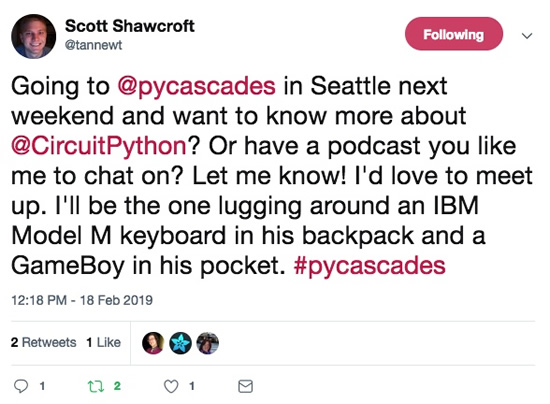 Scott Shawcroft
@tannewt
Following
Going to @pycascades in Seattle next
weekend and want to know more about
@CircuitPython? Or have a podcast you like
me to chat on? Let me know! I'd love to meet
up. I'll be the one lugging around an IBM
Model M keyboard in his backpack and a
GameBoy in his pocket. #pycascades
12:18 PM - 18 Feb 2019
2 Retweets 1 Like
1 2 1